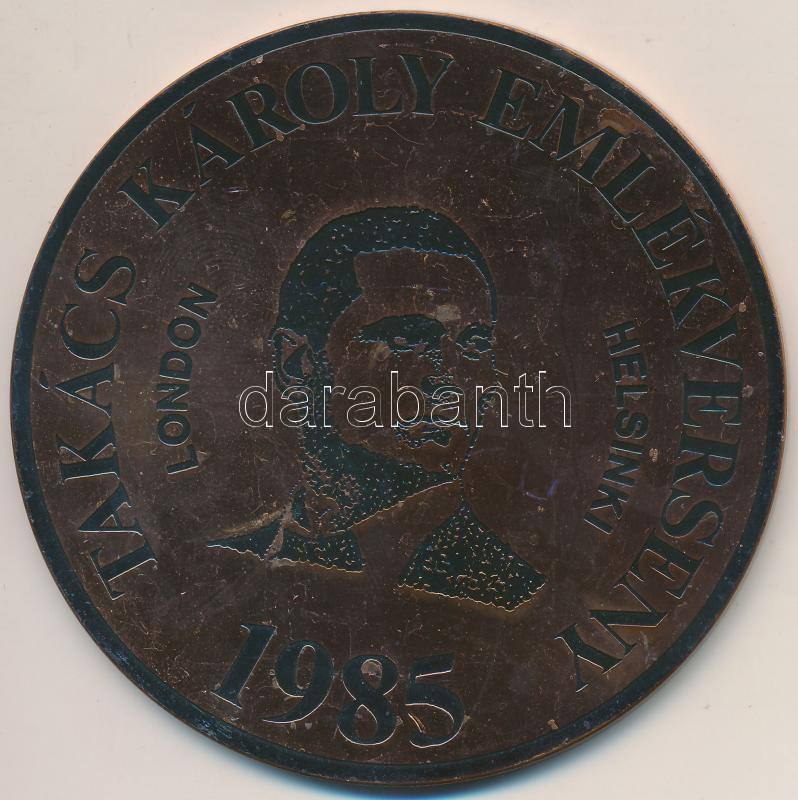 TAKÁCS KÁROLY EMLÉKVERSENY
LONDON
HELSINKI
darabanth
1985